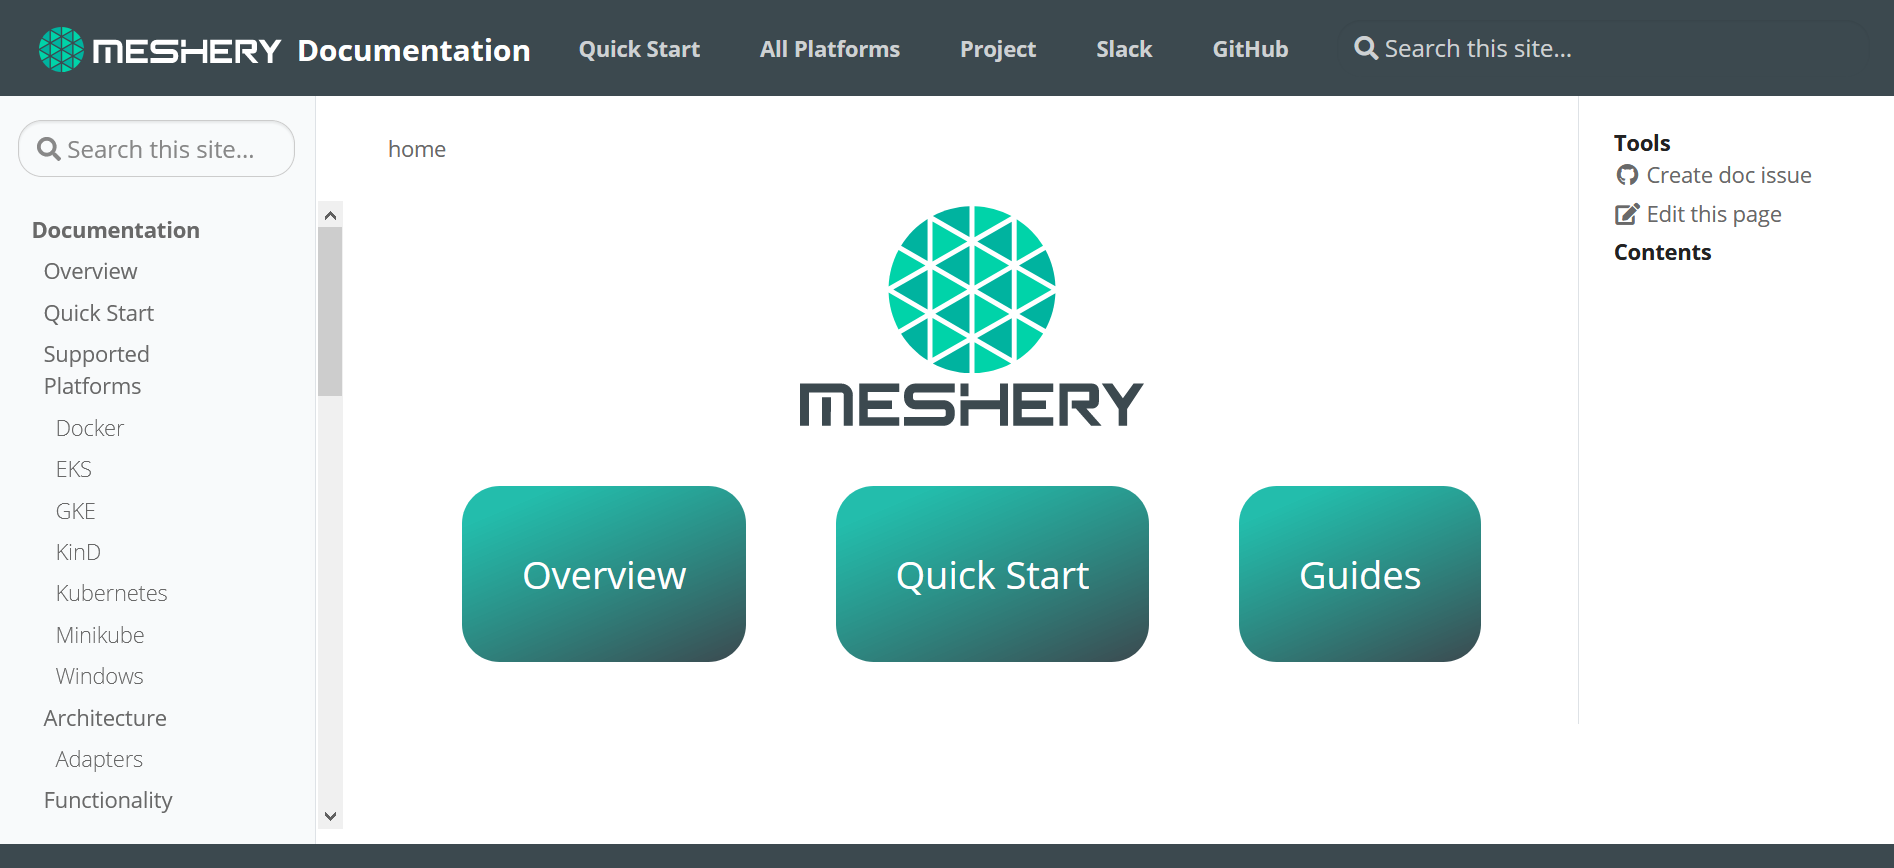 MESHERY Documentation Quick Start All Platforms Project Slack GitHub Search this site...
Search this site...
Documentation
Overview
Quick Start
Supported
Platforms
Docker
EKS
GKE
KinD
Kubernetes
Minikube
Windows
Architecture
Adapters
Functionality
home
MESHERY
Overview
Quick Start
Guides
Tools
Create doc issue
Edit this page
Contents